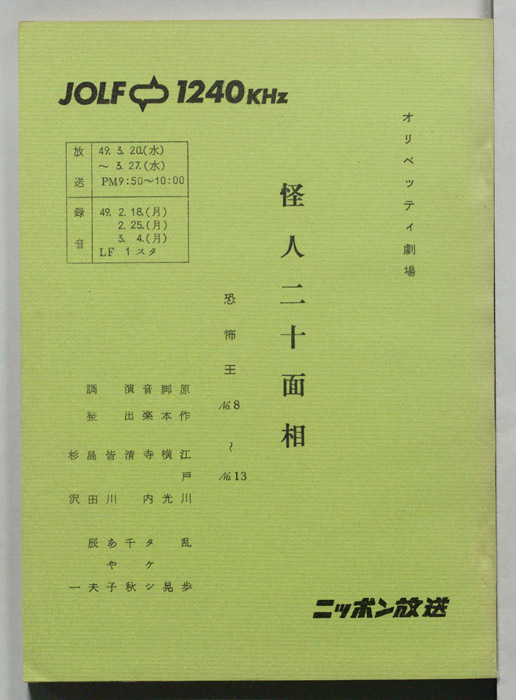 JOLF 1240KHz
オリベッティ劇場
怪人二十面相
恐怖王 №8～№13
放送 49. 3. 20.(水)
～ 3. 27.(水)
PM9:50～10:00
録音 49. 2. 18.(月)
2. 25.(月)
3. 4.(月)
LF 1スタ
原作 江戸川乱歩
脚本 横光晃
音楽 寺内タケシ
演出 清千秋
皆川あや子
調整 島田辰夫
杉沢一
ニッポン放送